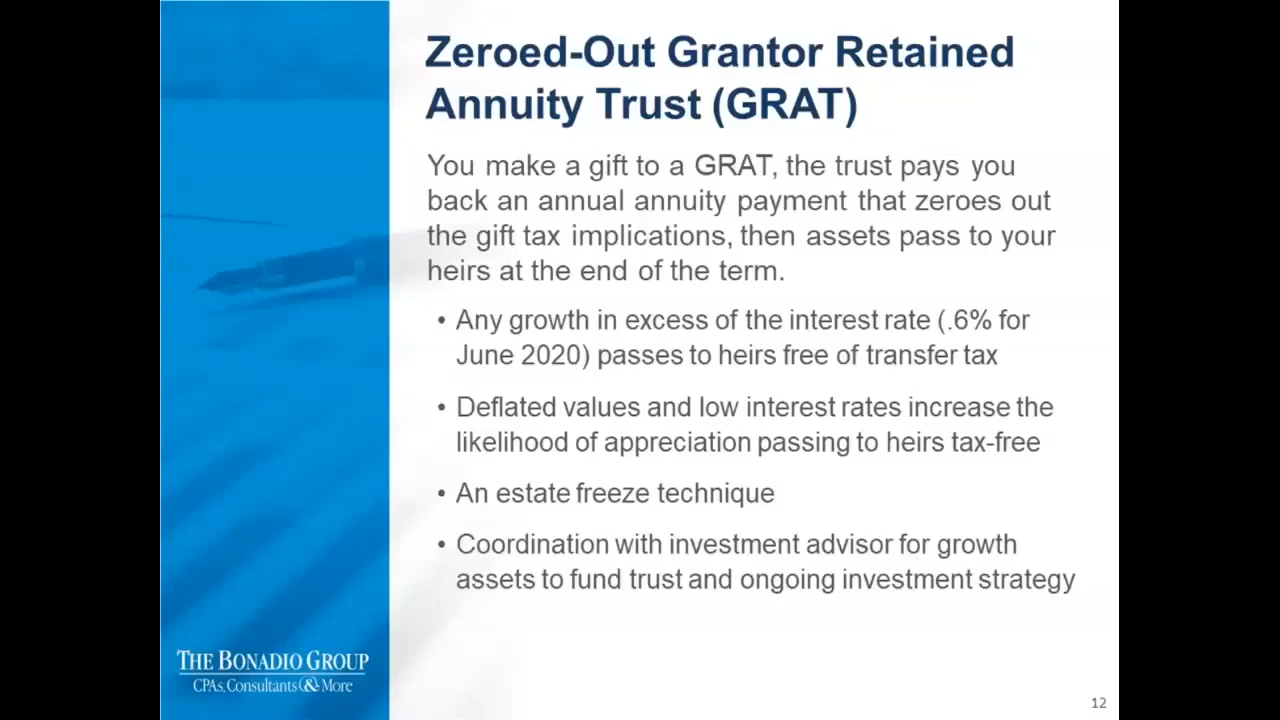 Zeroed-Out Grantor Retained
Annuity Trust (GRAT)
You make a gift to a GRAT, the trust pays you
back an annual annuity payment that zeroes out
the gift tax implications, then assets pass to your
heirs at the end of the term.
• Any growth in excess of the interest rate (.6% for
June 2020) passes to heirs free of transfer tax
• Deflated values and low interest rates increase the
likelihood of appreciation passing to heirs tax-free
• An estate freeze technique
• Coordination with investment advisor for growth
assets to fund trust and ongoing investment strategy
THE BONADIO GROUP
CPAs, Consultants & More
12